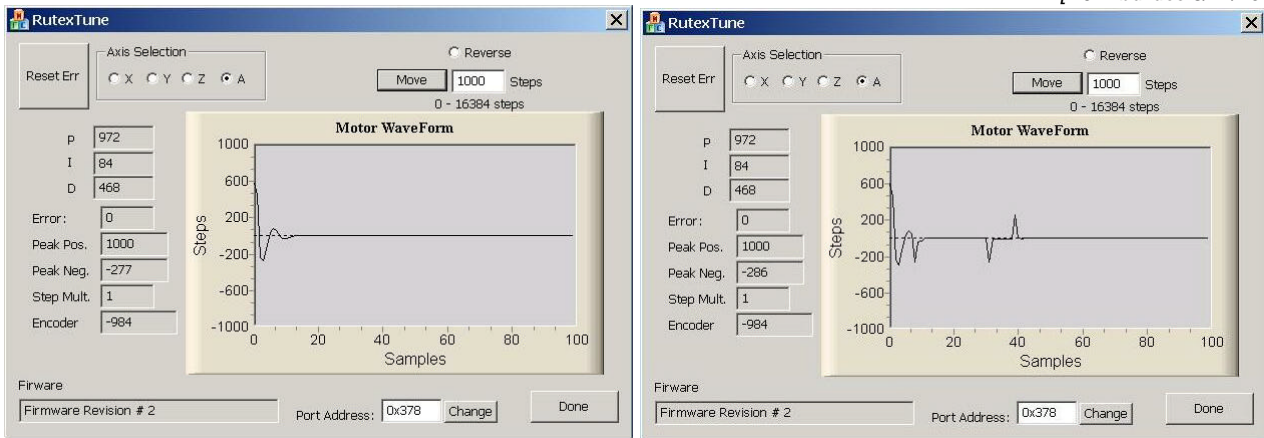 RutexTune
Reset Err
Axis Selection
X Y Z A
Reverse
Move 1000 Steps
0 - 16384 steps
P 972
I 84
D 468
Error: 0
Peak Pos. 1000
Peak Neg. -277
Step Mult. 1
Encoder -984
Motor WaveForm
1000
600
200
-200
-600
-1000
Steps
0 20 40 60 80 100
Samples
Firware
Firmware Revision # 2
Port Address: 0x378 Change
Done
RutexTune
Reset Err
Axis Selection
X Y Z A
Reverse
Move 1000 Steps
0 - 16384 steps
P 972
I 84
D 468
Error: 0
Peak Pos. 1000
Peak Neg. -286
Step Mult. 1
Encoder -984
Motor WaveForm
1000
600
200
-200
-600
-1000
Steps
0 20 40 60 80 100
Samples
Firware
Firmware Revision # 2
Port Address: 0x378 Change
Done